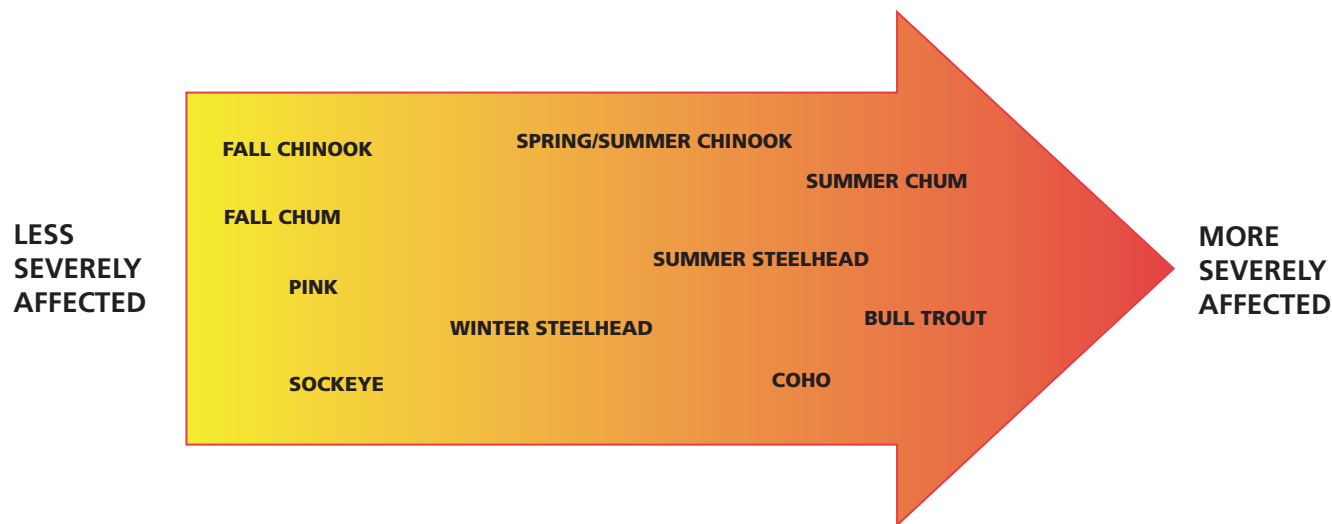 LESS
SEVERELY
AFFECTED
FALL CHINOOK
SPRING/SUMMER CHINOOK
SUMMER CHUM
FALL CHUM
SUMMER STEELHEAD
PINK
BULL TROUT
WINTER STEELHEAD
SOCKEYE
COHO
MORE
SEVERELY
AFFECTED